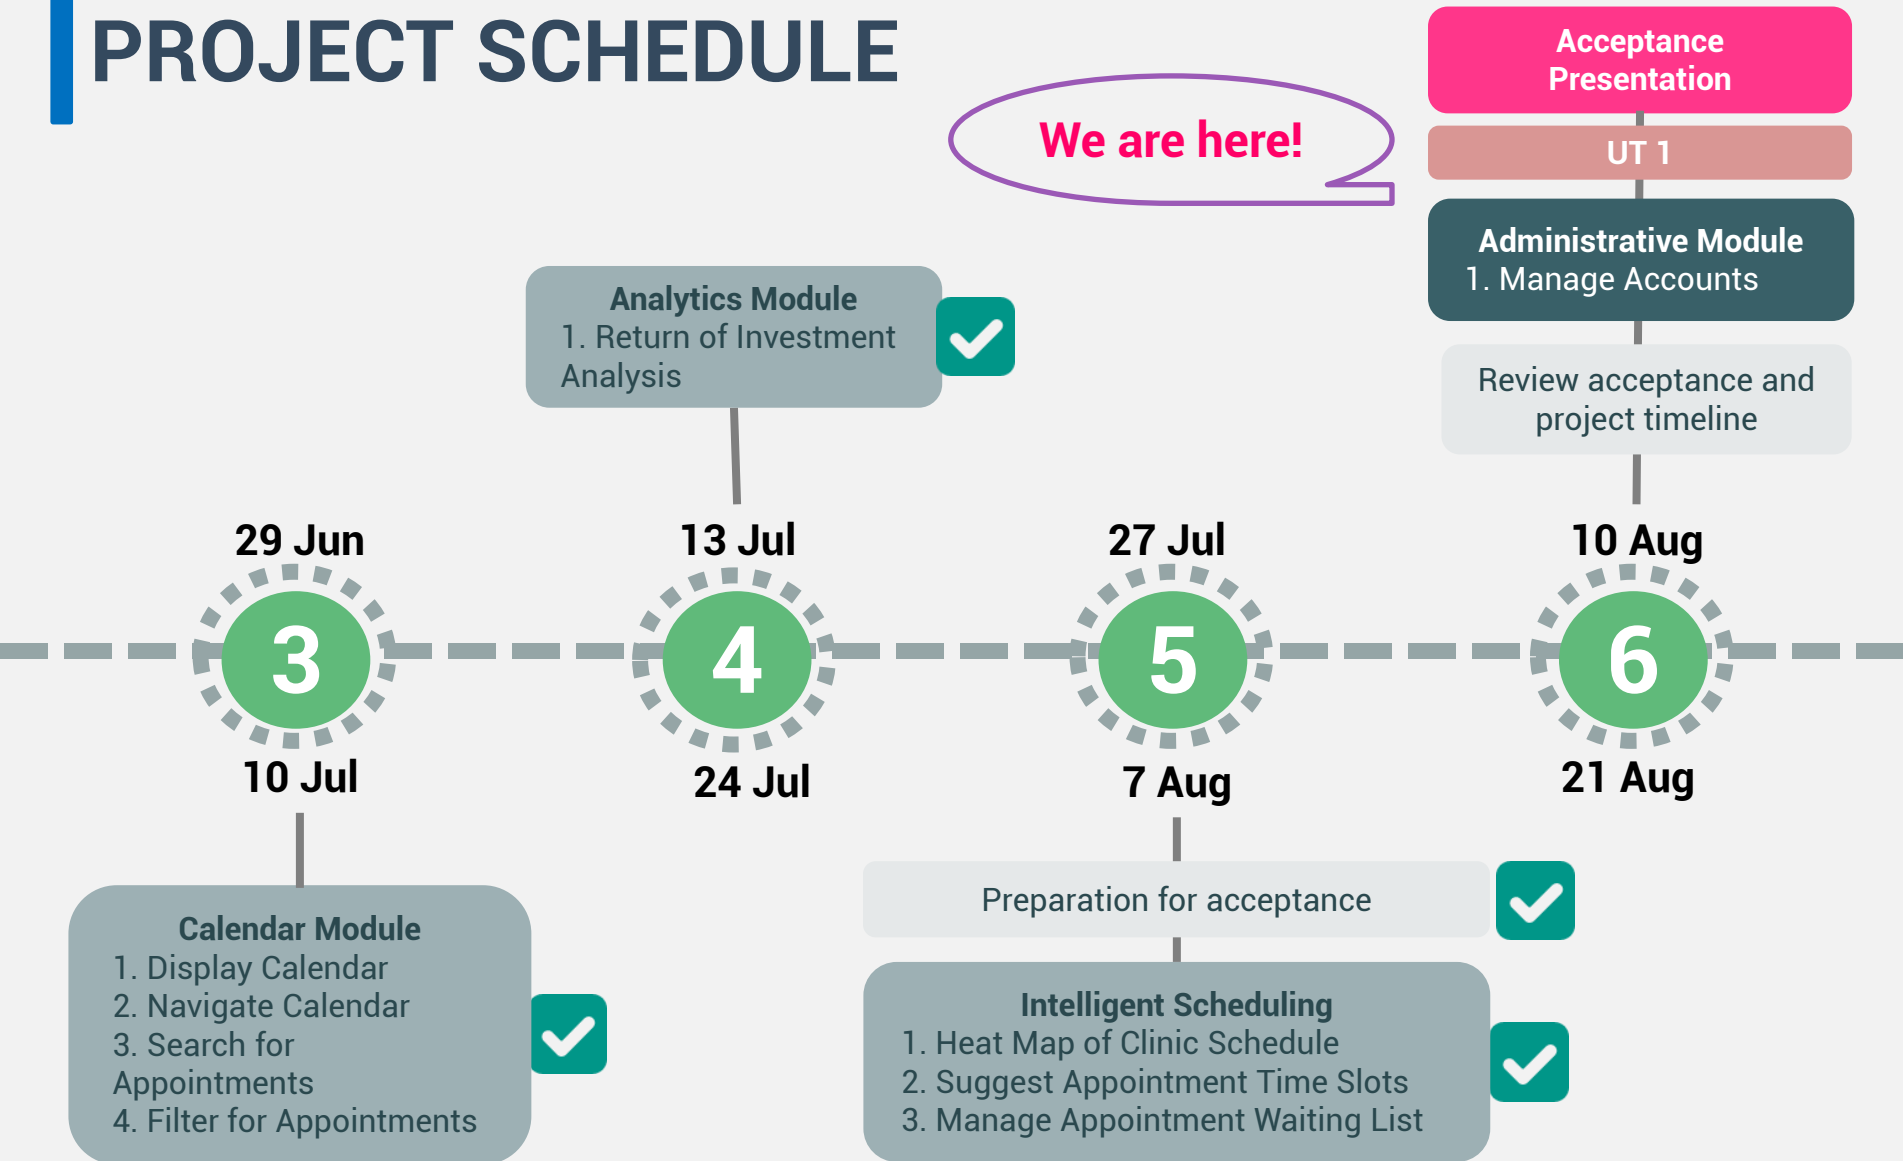 PROJECT SCHEDULE
Acceptance
Presentation
We are here!
UT 1
Administrative Module
1. Manage Accounts
Analytics Module
1. Return of Investment
Analysis
Review acceptance and
project timeline
29 Jun
13 Jul
27 Jul
10 Aug
3
4
5
6
10 Jul
24 Jul
7 Aug
21 Aug
Preparation for acceptance
Calendar Module
1. Display Calendar
2. Navigate Calendar
3. Search for
Appointments
4. Filter for Appointments
Intelligent Scheduling
1. Heat Map of Clinic Schedule
2. Suggest Appointment Time Slots
3. Manage Appointment Waiting List